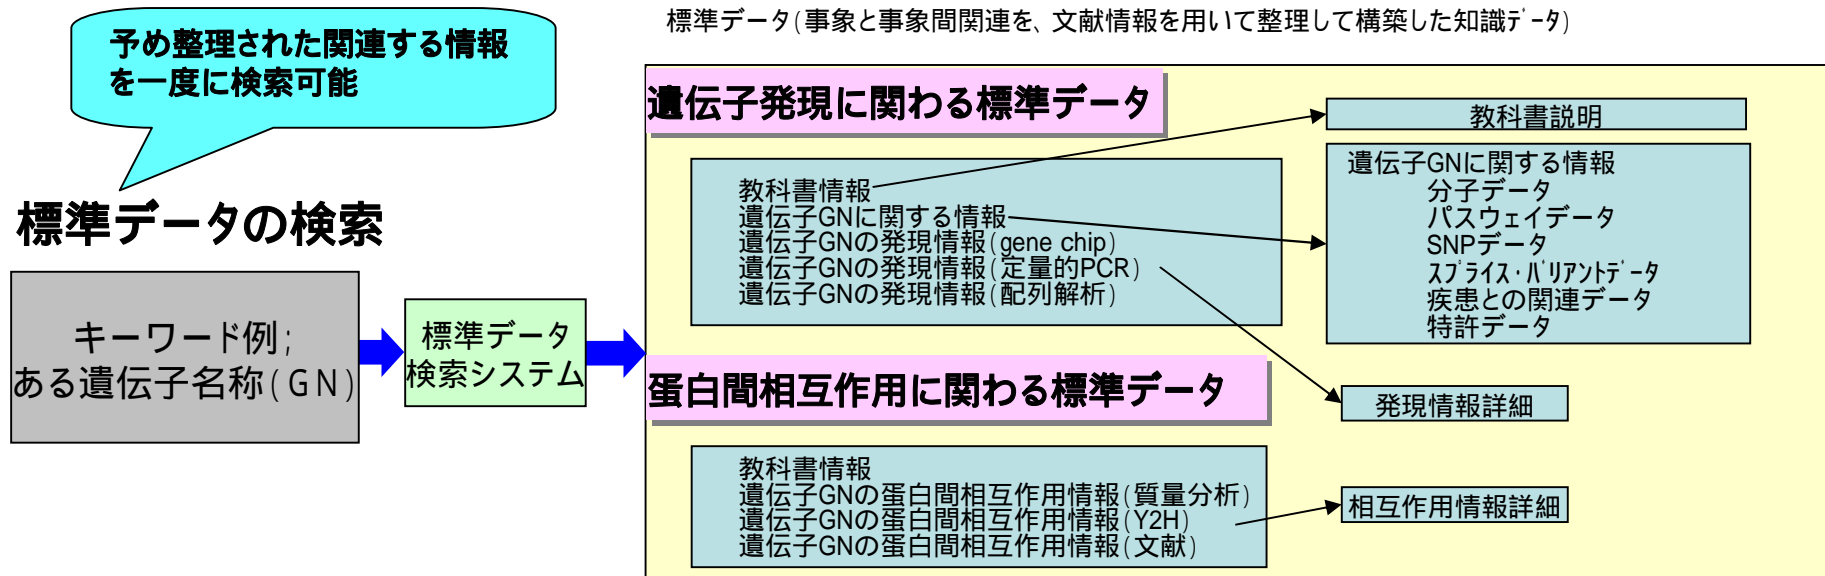 標準データ(事象と事象間関連を、文献情報を用いて整理して構築した知識ﾃﾞｰﾀ)
予め整理された関連する情報
を一度に検索可能
標準データの検索
キーワード例;
ある遺伝子名称(GN)
標準データ
検索システム
遺伝子発現に関わる標準データ
教科書情報
遺伝子GNに関する情報
遺伝子GNの発現情報(gene chip)
遺伝子GNの発現情報(定量的PCR)
遺伝子GNの発現情報(配列解析)
教科書説明
遺伝子GNに関する情報
分子データ
パスウェイデータ
SNPデータ
ｽﾌﾟﾗｲｽ・ﾊﾞﾘｱﾝﾄﾃﾞｰﾀ
疾患との関連データ
特許データ
発現情報詳細
蛋白間相互作用に関わる標準データ
教科書情報
遺伝子GNの蛋白間相互作用情報(質量分析)
遺伝子GNの蛋白間相互作用情報(Y2H)
遺伝子GNの蛋白間相互作用情報(文献)
相互作用情報詳細